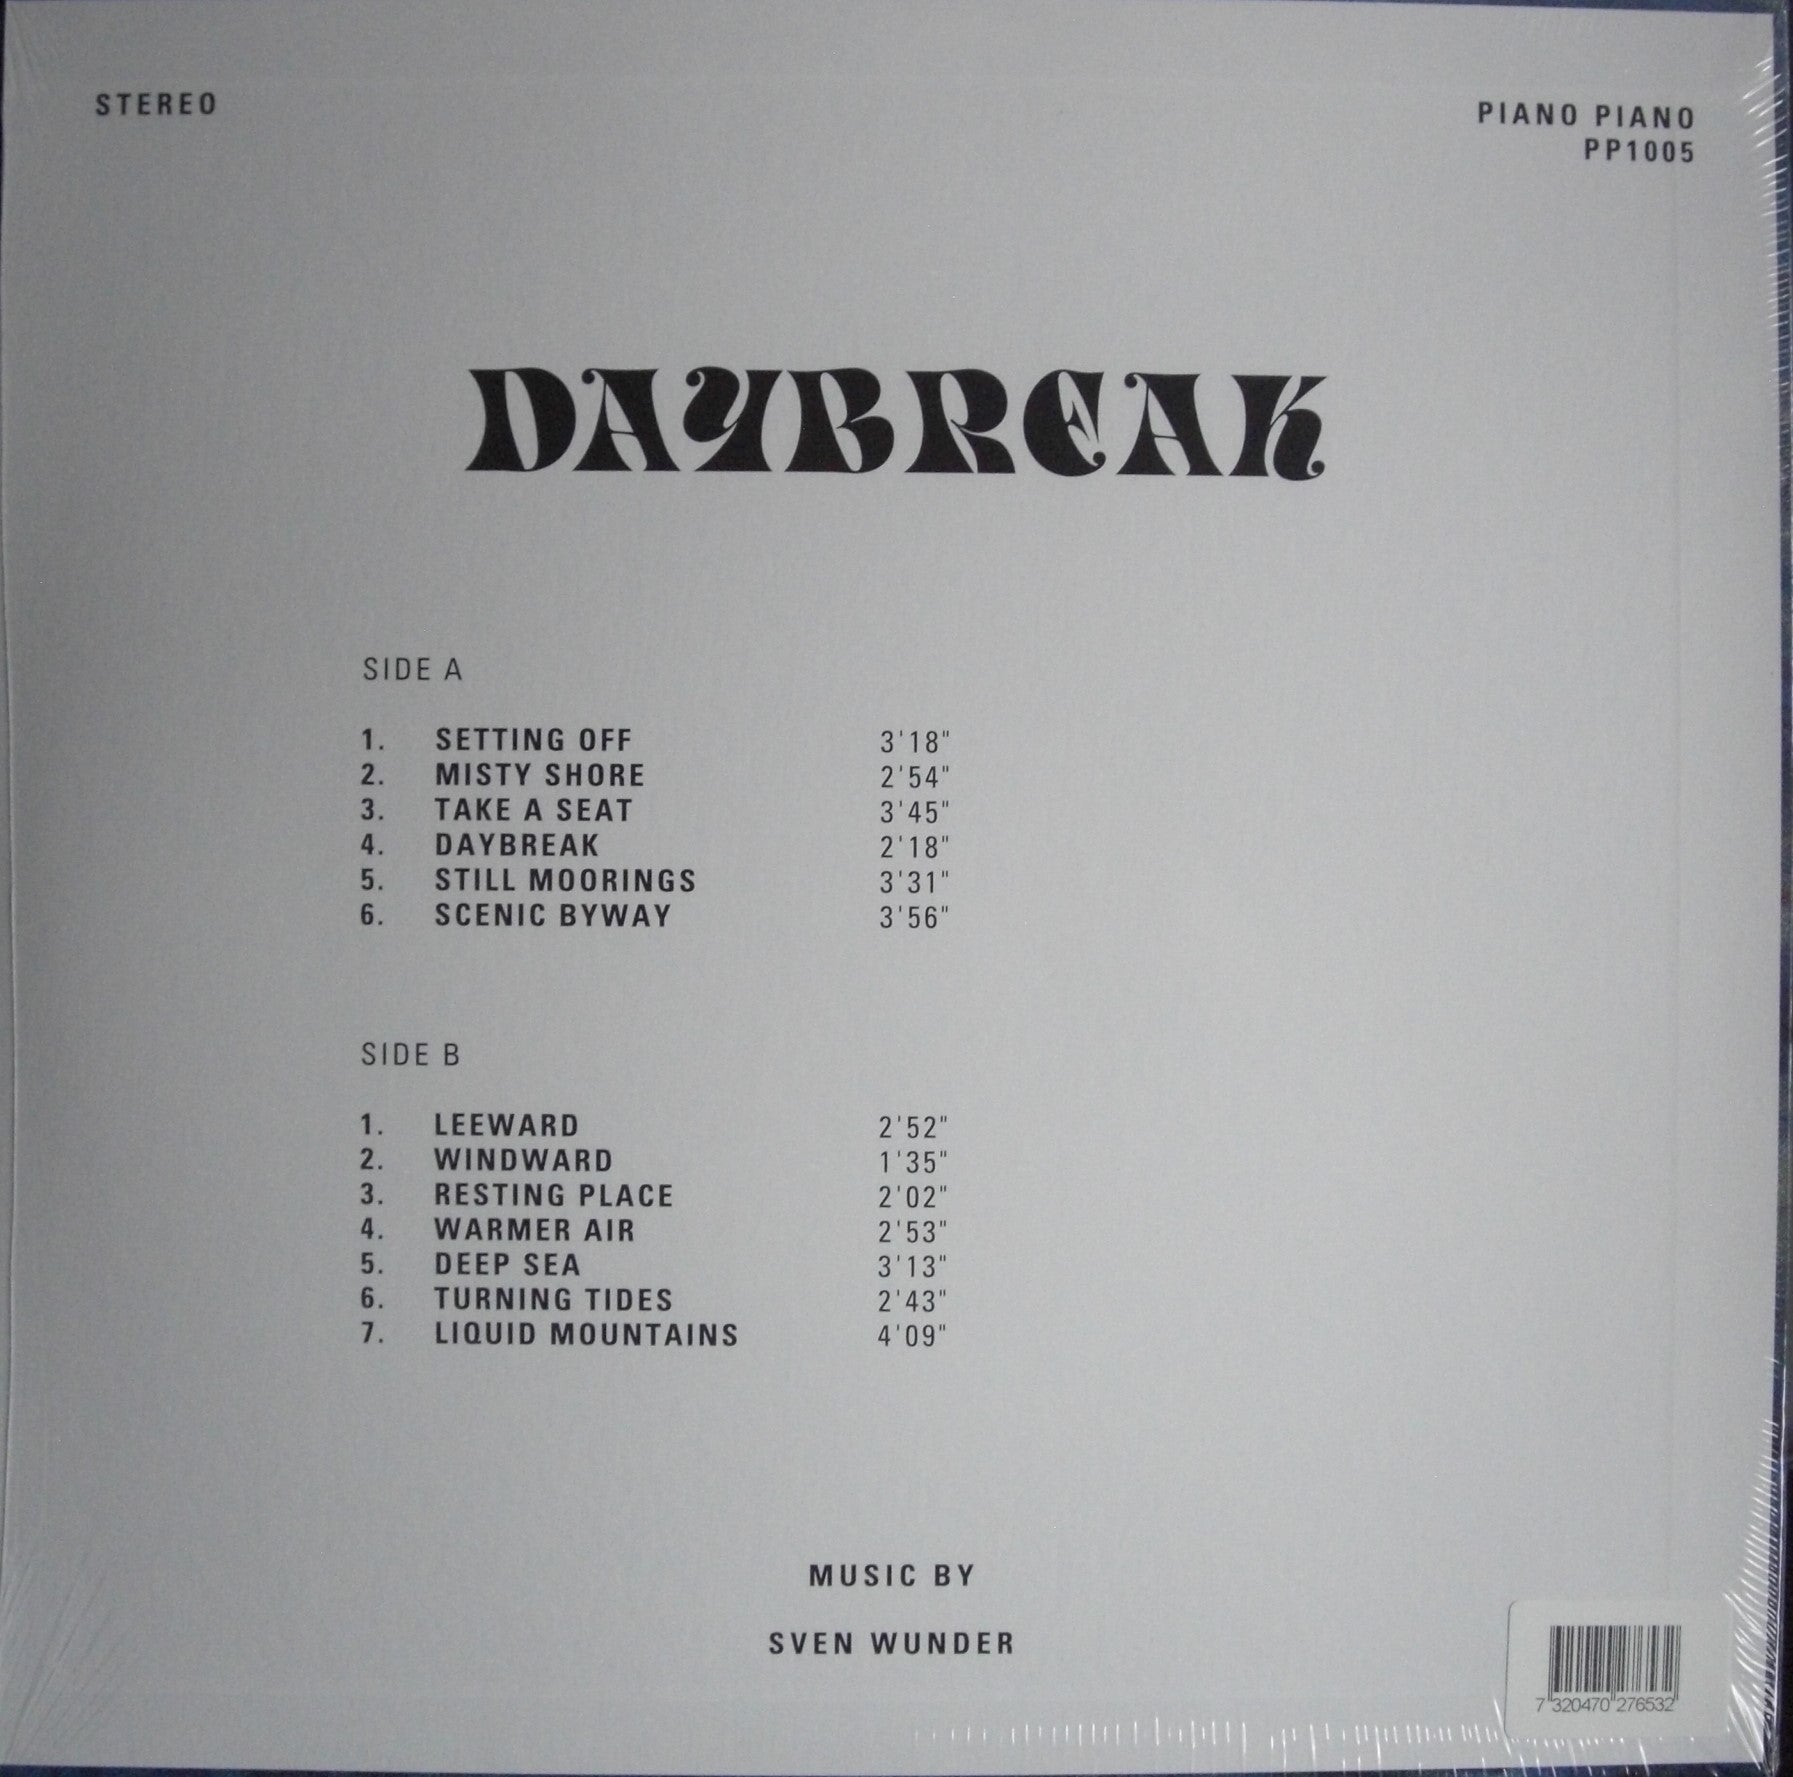 STEREO
PIANO PIANO
PP1005
DAYBREAK
SIDE A
1. SETTING OFF 3'18"
2. MISTY SHORE 2'54"
3. TAKE A SEAT 3'45"
4. DAYBREAK 2'18"
5. STILL MOORINGS 3'31"
6. SCENIC BYWAY 3'56"
SIDE B
1. LEEWARD 2'52"
2. WINDWARD 1'35"
3. RESTING PLACE 2'02"
4. WARMER AIR 2'53"
5. DEEP SEA 3'13"
6. TURNING TIDES 2'43"
7. LIQUID MOUNTAINS 4'09"
MUSIC BY
SVEN WUNDER
7 320470 276532